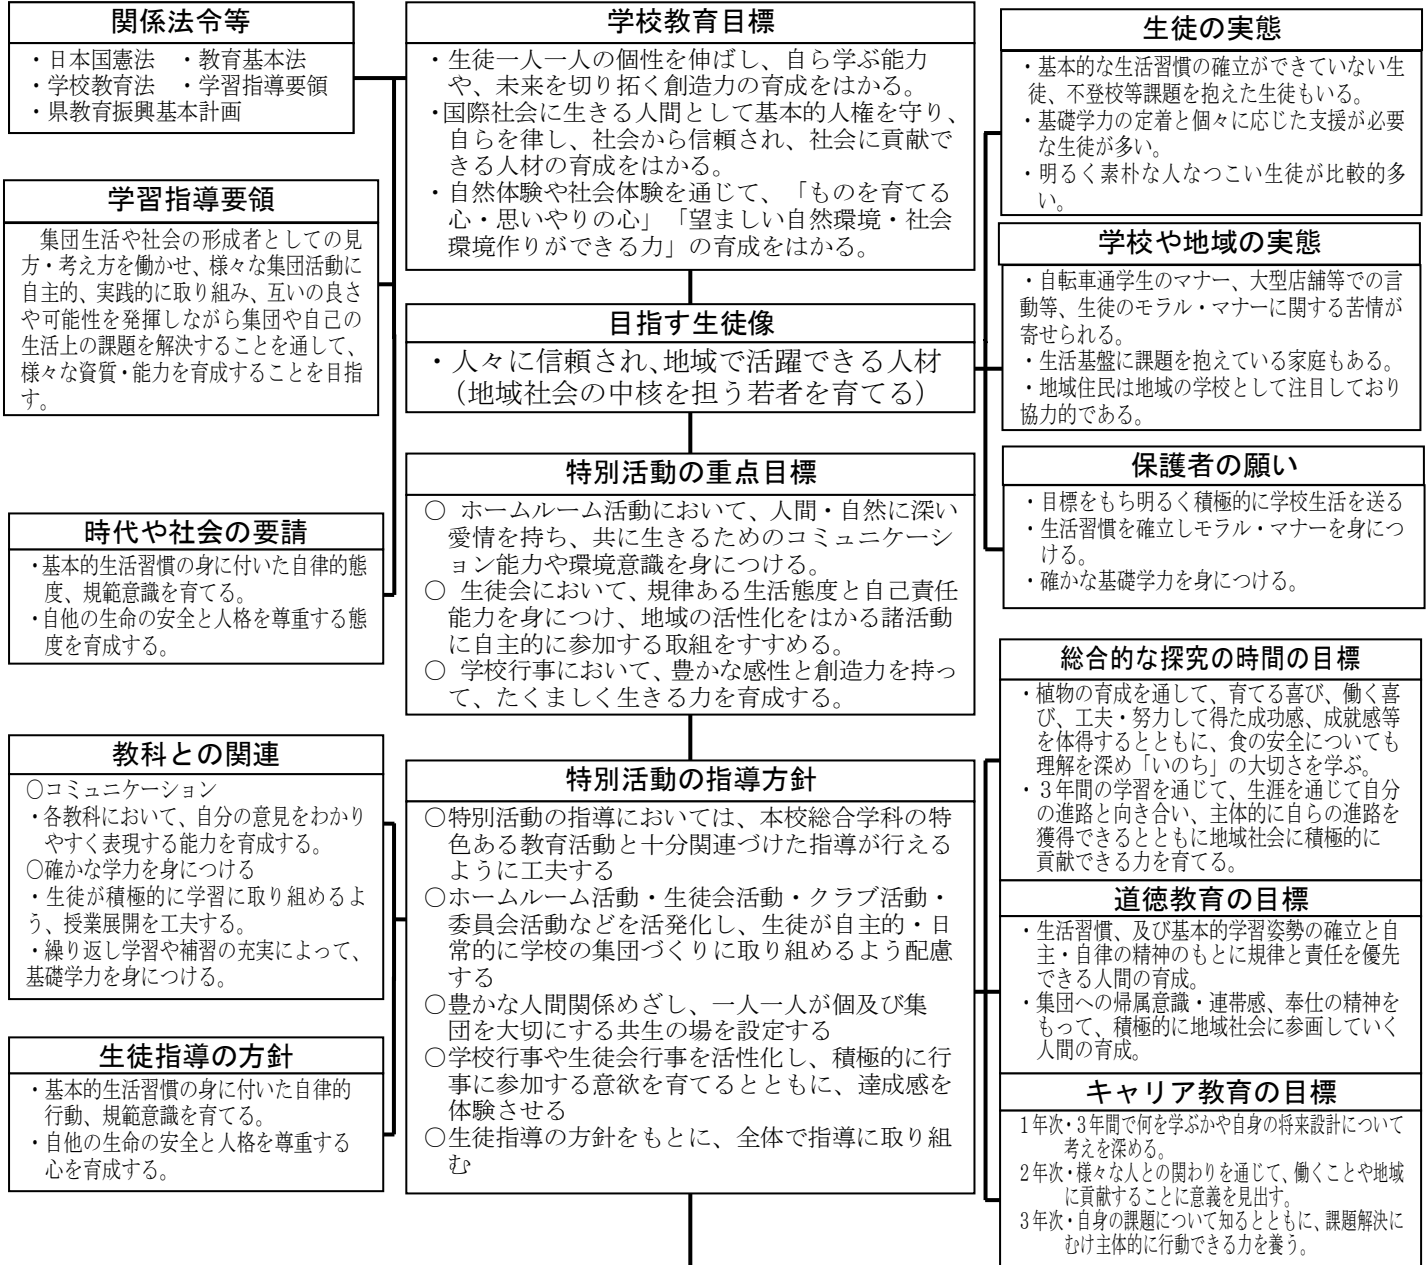 関係法令等
・日本国憲法　・教育基本法
・学校教育法　・学習指導要領
・県教育振興基本計画
学習指導要領
集団生活や社会の形成者としての見
方・考え方を働かせ、様々な集団活動に
自主的、実践的に取り組み、互いの良さ
や可能性を発揮しながら集団や自己の
生活上の課題を解決することを通して、
様々な資質・能力を育成することを目指
す。
時代や社会の要請
・基本的生活習慣の身に付いた自律的態
度、規範意識を育てる。
・自他の生命の安全と人格を尊重する態
度を育成する。
教科との関連
○コミュニケーション
・各教科において、自分の意見をわかり
やすく表現する能力を育成する。
○確かな学力を身につける
・生徒が積極的に学習に取り組めるよ
う、授業展開を工夫する。
・繰り返し学習や補習の充実によって、
基礎学力を身につける。
生徒指導の方針
・基本的生活習慣の身に付いた自律的
行動、規範意識を育てる。
・自他の生命の安全と人格を尊重する
心を育成する。
学校教育目標
・生徒一人一人の個性を伸ばし、自ら学ぶ能力
や、未来を切り拓く創造力の育成をはかる。
・国際社会に生きる人間として基本的人権を守り、
自らを律し、社会から信頼され、社会に貢献で
きる人材の育成をはかる。
・自然体験や社会体験を通じて、「ものを育てる
心・思いやりの心」「望ましい自然環境・社会
環境作りができる力」の育成をはかる。
目指す生徒像
・人々に信頼され、地域で活躍できる人材
（地域社会の中核を担う若者を育てる）
特別活動の重点目標
○ ホームルーム活動において、人間・自然に深い
愛情を持ち、共に生きるためのコミュニケーシ
ョン能力や環境意識を身につける。
○ 生徒会において、規律ある生活態度と自己責任
能力を身につけ、地域の活性化をはかる諸活動
に自主的に参加する取組をすすめる。
○ 学校行事において、豊かな感性と創造力を持っ
て、たくましく生きる力を育成する。
特別活動の指導方針
○特別活動の指導においては、本校総合学科の特
色ある教育活動と十分関連づけた指導が行える
ように工夫する
○ホームルーム活動・生徒会活動・クラブ活動・
委員会活動などを活発化し、生徒が自主的・日
常的に学校の集団づくりに取り組めるよう配慮
する
○豊かな人間関係めざし、一人一人が個及び集
団を大切にする共生の場を設定する
○学校行事や生徒会行事を活性化し、積極的に行
事に参加する意欲を育てるとともに、達成感を
体験させる
○生徒指導の方針をもとに、全体で指導に取り組
む
生徒の実態
・基本的な生活習慣の確立ができていない生
徒、不登校等課題を抱えた生徒もいる。
・基礎学力の定着と個々に応じた支援が必要
な生徒が多い。
・明るく素朴な人なつこい生徒が比較的多
い。
学校や地域の実態
・自転車通学生のマナー、大型店舗等での言
動等、生徒のモラル・マナーに関する苦情が
寄せられる。
・生活基盤に課題を抱えている家庭もある。
・地域住民は地域の学校として注目しており
協力的である。
保護者の願い
・目標をもち明るく積極的に学校生活を送る
・生活習慣を確立しモラル・マナーを身につ
ける。
・確かな基礎学力を身につける。
総合的な探究の時間の目標
・植物の育成を通して、育てる喜び、働く喜
び、工夫・努力して得た成功感、成就感等
を体得するとともに、食の安全についても
理解を深め「いのち」の大切さを学ぶ。
・３年間の学習を通じて、生涯を通じて自分
の進路と向き合い、主体的に自らの進路を
獲得できるとともに地域社会に積極的に
貢献できる力を育てる。
道徳教育の目標
・生活習慣、及び基本的学習姿勢の確立と自
主・自律の精神のもとに規律と責任を優先
できる人間の育成。
・集団への帰属意識・連帯感、奉仕の精神を
もって、積極的に地域社会に参画していく
人間の育成。
キャリア教育の目標
１年次・３年間で何を学ぶかや自身の将来設計について
考えを深める。
２年次・様々な人との関わりを通じて、働くことや地域
に貢献することに意義を見出す。
３年次・自身の課題について知るとともに、課題解決に
むけ主体的に行動できる力を養う。